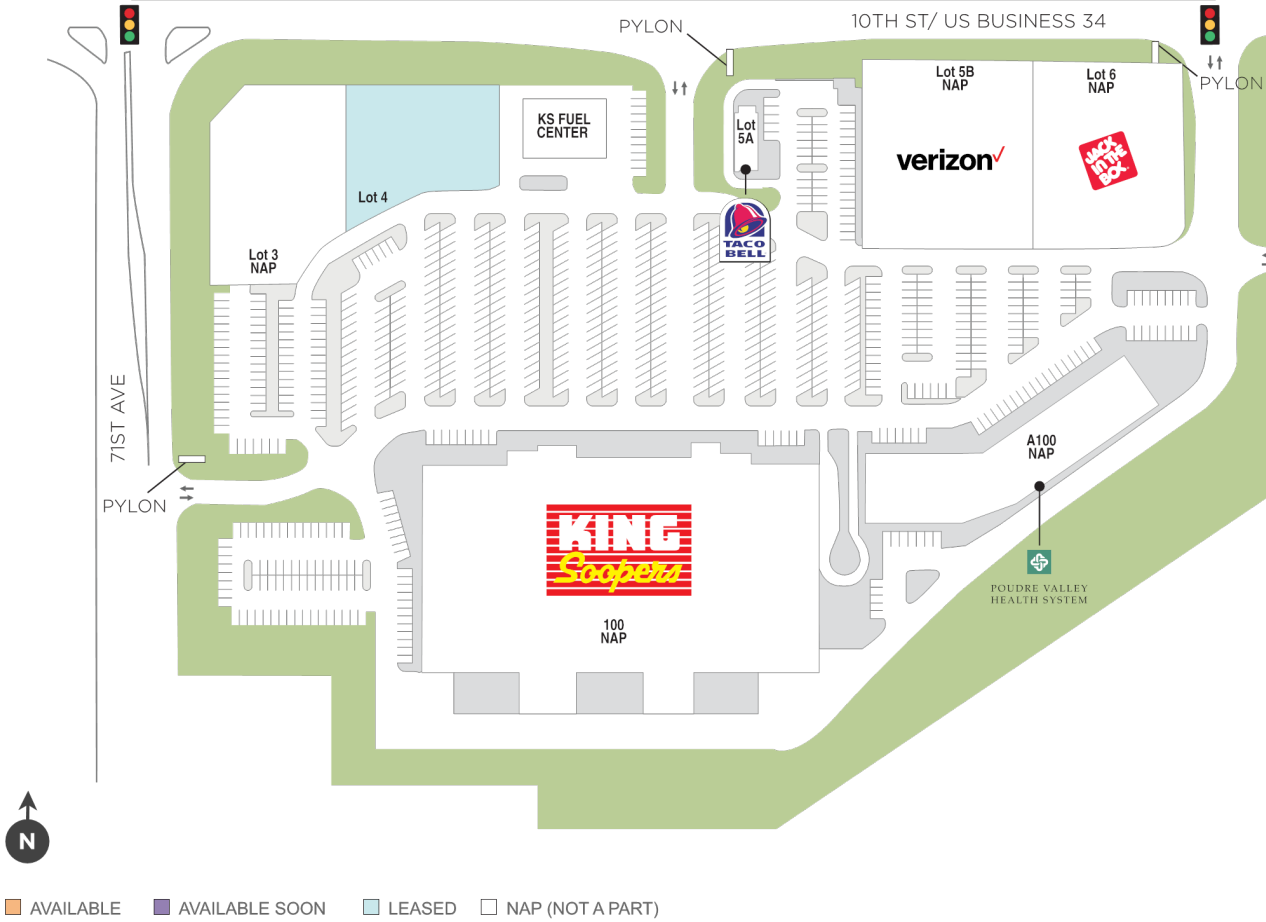 PYLON
10TH ST/ US BUSINESS 34
PYLON
Lot 5B
NAP
Lot 6
NAP
KS FUEL
CENTER
Lot
5A
verizon
JACK
IN THE
BOX
Lot 4
TACO
BELL
Lot 3
NAP
71ST AVE
A100
NAP
PYLON
KING
Soopers
POUDRE VALLEY
HEALTH SYSTEM
100
NAP
N
AVAILABLE
AVAILABLE SOON
LEASED
NAP (NOT A PART)